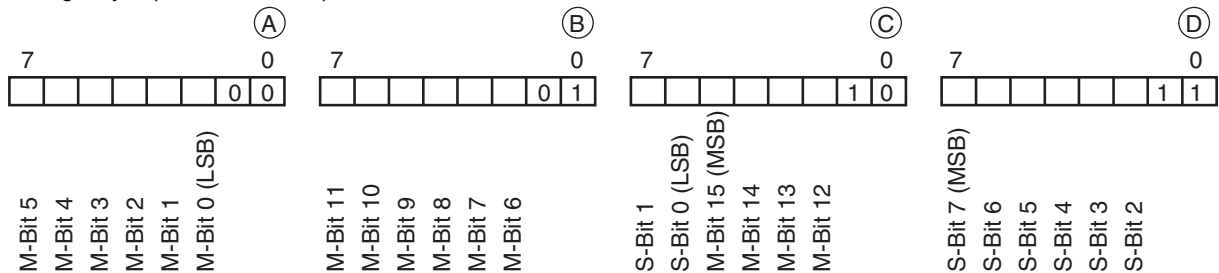 A B C D
7 0 7 0 7 0 7 0
0 0 0 1 1 0 1 1
M-Bit 5
M-Bit 4
M-Bit 3
M-Bit 2
M-Bit 1
M-Bit 0 (LSB)
M-Bit 11
M-Bit 10
M-Bit 9
M-Bit 8
M-Bit 7
M-Bit 6
S-Bit 1
S-Bit 0 (LSB)
M-Bit 15 (MSB)
M-Bit 14
M-Bit 13
M-Bit 12
S-Bit 7 (MSB)
S-Bit 6
S-Bit 5
S-Bit 4
S-Bit 3
S-Bit 2